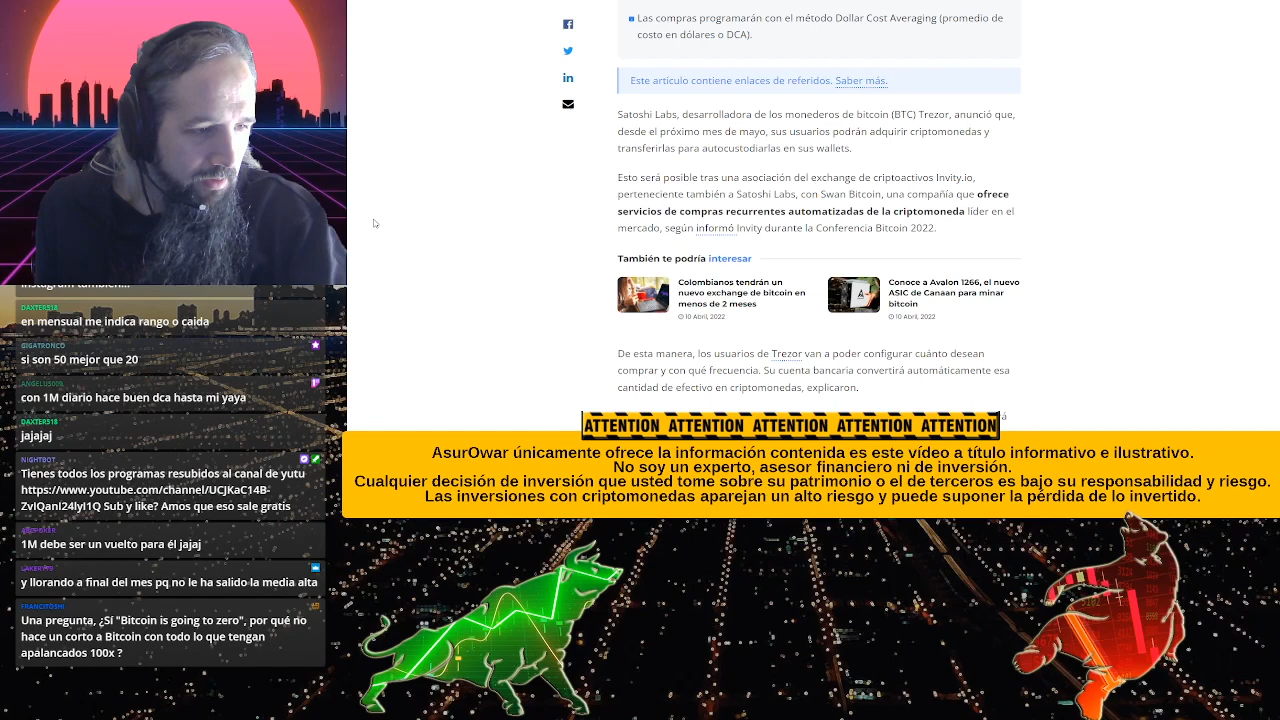 Las compras programarán con el método Dollar Cost Averaging (promedio de
costo en dólares o DCA).
Este artículo contiene enlaces de referidos. Saber más.
Satoshi Labs, desarrolladora de los monederos de bitcoin (BTC) Trezor, anunció que,
desde el próximo mes de mayo, sus usuarios podrán adquirir criptomonedas y
transferirlas para autocustodiarlas en sus wallets.
Esto será posible tras una asociación del exchange de criptoactivos Invity.io,
perteneciente también a Satoshi Labs, con Swan Bitcoin, una compañía que ofrece
servicios de compras recurrentes automatizadas de la criptomoneda líder en el
mercado, según informó Invity durante la Conferencia Bitcoin 2022.
También te podría interesar
Colombianos tendrán un
nuevo exchange de bitcoin en
menos de 2 meses
10 Abril, 2022
Conoce a Avalon 1266, el nuevo
ASIC de Canaan para minar
bitcoin
10 Abril, 2022
De esta manera, los usuarios de Trezor van a poder configurar cuánto desean
comprar y con qué frecuencia. Su cuenta bancaria convertirá automáticamente esa
cantidad de efectivo en criptomonedas, explicaron.
ATTENTION ATTENTION ATTENTION ATTENTION ATTENTION
AsurOwar únicamente ofrece la información contenida es este vídeo a título informativo e ilustrativo.
No soy un experto, asesor financiero ni de inversión.
Cualquier decisión de inversión que usted tome sobre su patrimonio o el de terceros es bajo su responsabilidad y riesgo.
Las inversiones con criptomonedas aparejan un alto riesgo y puede suponer la pérdida de lo invertido.
instagram también...
DAXTER518
en mensual me indica rango o caida
GIGATRONCO
si son 50 mejor que 20
ANGELUS009
con 1M diario hace buen dca hasta mi yaya
DAXTER518
jajajaj
NIGHTBOT
Tienes todos los programas resubidos al canal de yutu
https://www.youtube.com/channel/UCJKaC14B-
ZvIQani24lyI1Q Sub y like? Amos que eso sale gratis
1M debe ser un vuelto para él jajaj
y llorando a final del mes pq no le ha salido la media alta
FRANCITOSHI
Una pregunta, ¿Sí "Bitcoin is going to zero", por qué no
hace un corto a Bitcoin con todo lo que tengan
apalancados 100x ?